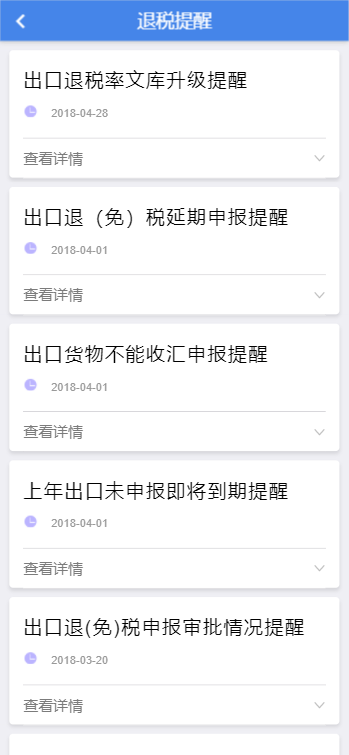 退税提醒
出口退税率文库升级提醒
2018-04-28
查看详情
出口退（免）税延期申报提醒
2018-04-01
查看详情
出口货物不能收汇申报提醒
2018-04-01
查看详情
上年出口未申报即将到期提醒
2018-04-01
查看详情
出口退(免)税申报审批情况提醒
2018-03-20
查看详情